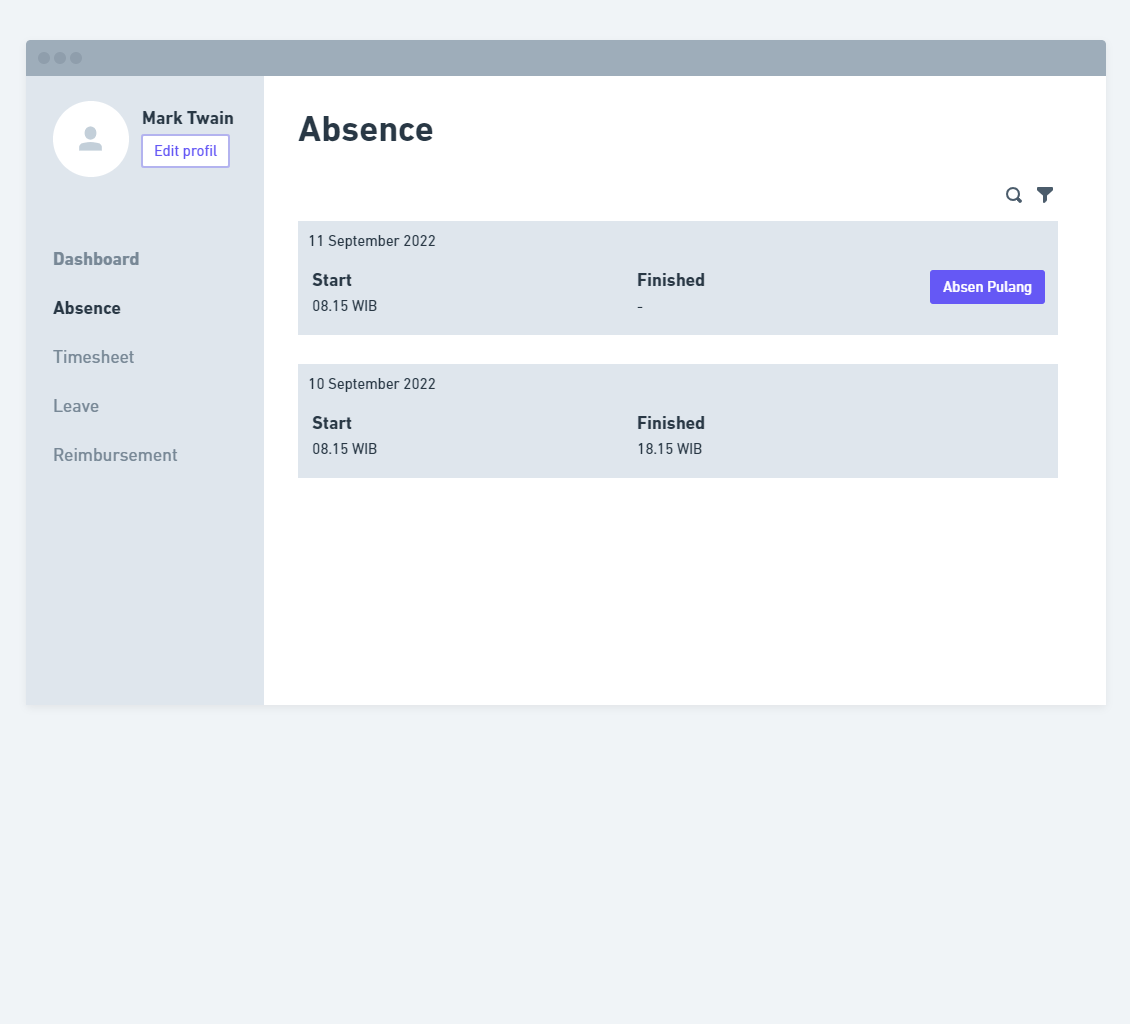 Mark Twain
Edit profil
Dashboard
Absence
Timesheet
Leave
Reimbursement
Absence
11 September 2022
Start
Finished
08.15 WIB
-
Absen Pulang
10 September 2022
Start
Finished
08.15 WIB
18.15 WIB